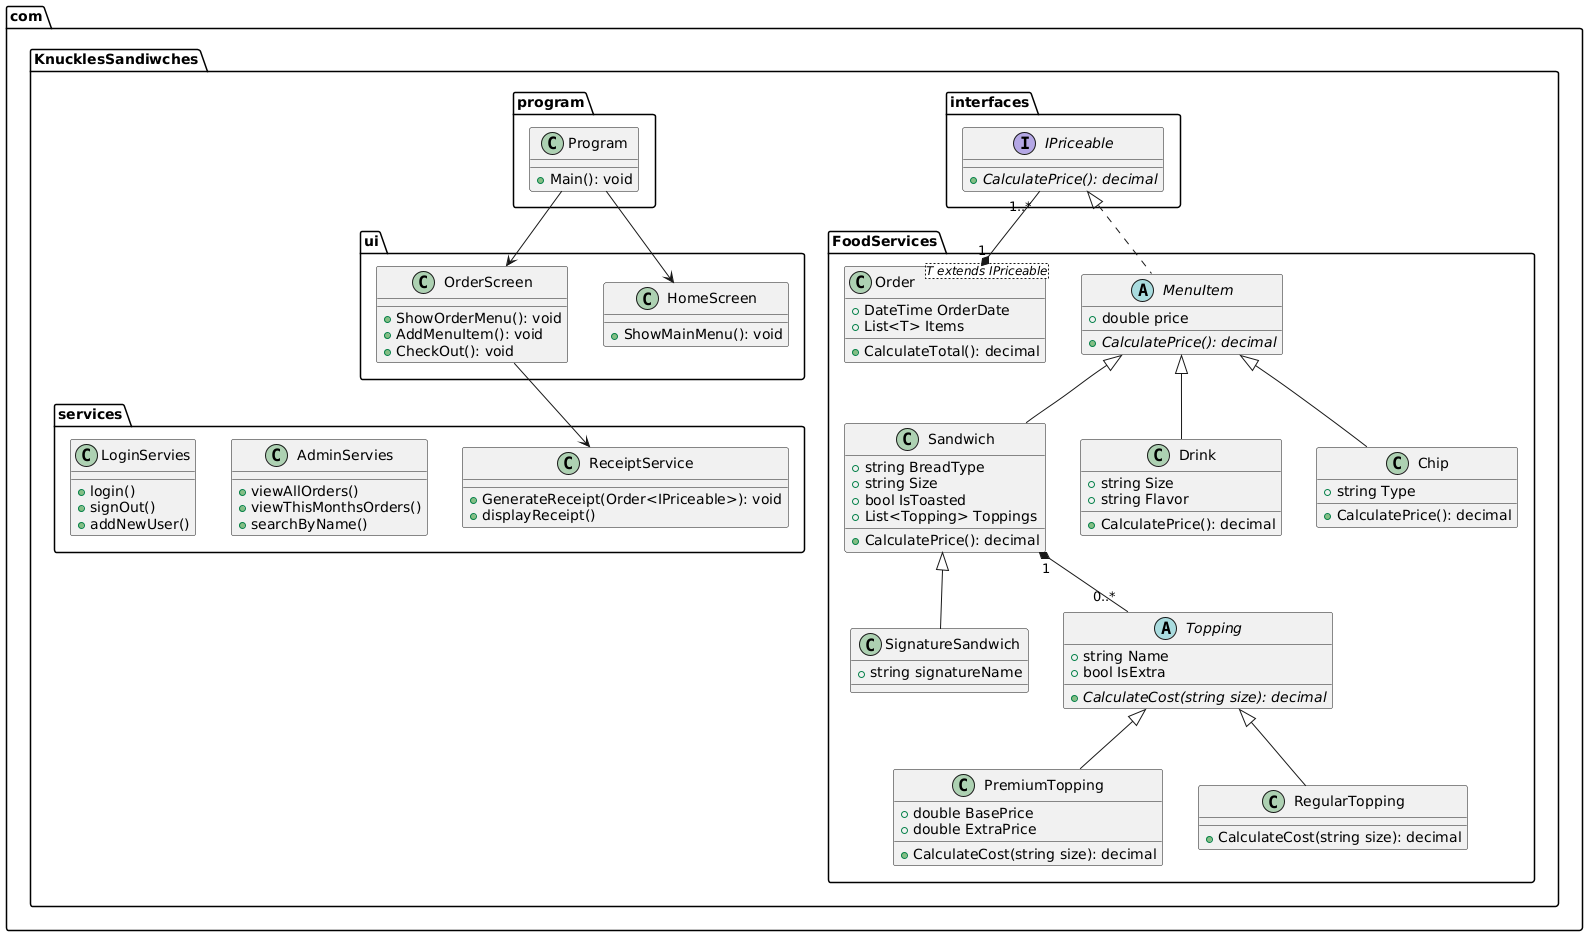 com
KnucklesSandiwches
program
C Program
Main(): void
interfaces
I IPriceable
CalculatePrice(): decimal
1..*
1
ui
C OrderScreen
ShowOrderMenu(): void
AddMenuItem(): void
CheckOut(): void
C HomeScreen
ShowMainMenu(): void
services
C LoginServies
login()
signOut()
addNewUser()
C AdminServies
viewAllOrders()
viewThisMonthsOrders()
searchByName()
C ReceiptService
GenerateReceipt(Order<IPriceable>): void
displayReceipt()
FoodServices
C Order
T extends IPriceable
DateTime OrderDate
List<T> Items
CalculateTotal(): decimal
A MenuItem
double price
CalculatePrice(): decimal
C Sandwich
string BreadType
string Size
bool IsToasted
List<Topping> Toppings
CalculatePrice(): decimal
C Drink
string Size
string Flavor
CalculatePrice(): decimal
C Chip
string Type
CalculatePrice(): decimal
1
0..*
C SignatureSandwich
string signatureName
A Topping
string Name
bool IsExtra
CalculateCost(string size): decimal
C PremiumTopping
double BasePrice
double ExtraPrice
CalculateCost(string size): decimal
C RegularTopping
CalculateCost(string size): decimal